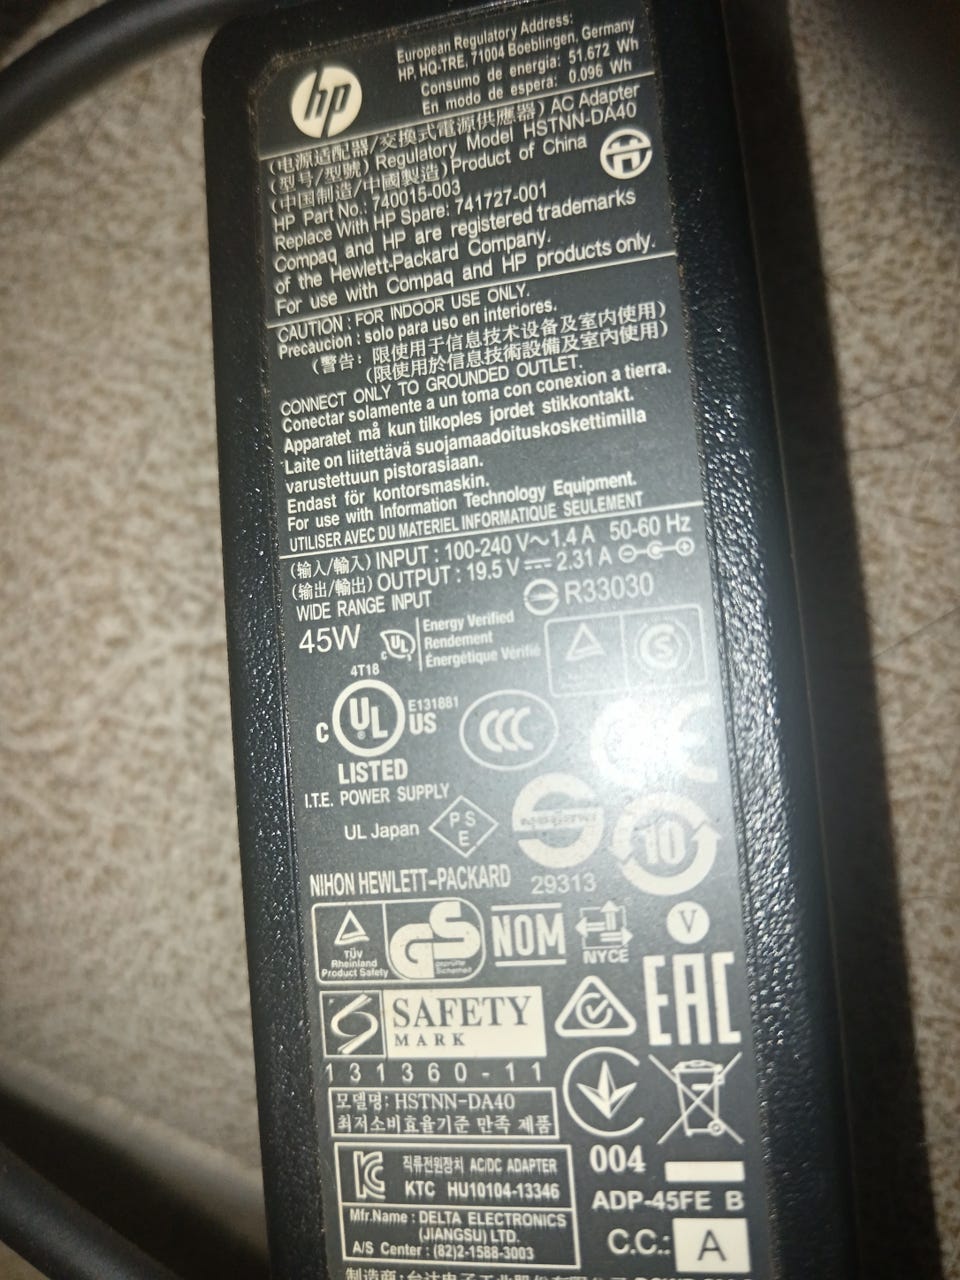 hp
European Regulatory Address:
HP, HQ-TRE, 71004 Boeblingen, Germany
Consumo de energia: 51.672 Wh
En modo de espera: 0.096 Wh
(电源适配器/交換式電源供應器) AC Adapter
(型号/型號) Regulatory Model HSTNN-DA40
(中国制造/中國製造) Product of China
HP Part No.: 740015-003
Replace With HP Spare: 741727-001
Compaq and HP are registered trademarks
of the Hewlett-Packard Company.
For use with Compaq and HP products only.
CAUTION : FOR INDOOR USE ONLY.
Precaucion : solo para uso en interiores.
(警告: 限使用于信息技术设备及室内使用)
(限使用於信息技術設備及室內使用)
CONNECT ONLY TO GROUNDED OUTLET.
Conectar solamente a un toma con conexion a tierra.
Apparatet må kun tilkoples jordet stikkontakt.
Laite on liitettävä suojamaadoituskoskettimilla
varustettuun pistorasiaan.
Endast för kontorsmaskin.
For use with Information Technology Equipment.
UTILISER AVEC DU MATERIEL INFORMATIQUE SEULEMENT
(输入/輸入) INPUT : 100-240 V~ 1.4 A 50-60 Hz
(输出/輸出) OUTPUT : 19.5 V⎓ 2.31 A
WIDE RANGE INPUT
R33030
45W
c UL
Energy Verified
Rendement
Énergétique Vérifié
4T18
c UL US
E131881
LISTED
CCC
CE
I.T.E. POWER SUPPLY
UL Japan
PSE
10
NIHON HEWLETT-PACKARD
29313
TÜV
Rheinland
Product Safety
GS
geprüfte
Sicherheit
NOM
NYCE
V
EAC
S SAFETY
MARK
131360-11
모델명: HSTNN-DA40
최저소비효율기준 만족 제품
004
직류전원장치 AC/DC ADAPTER
KTC HU10104-13346
ADP-45FE B
Mfr.Name : DELTA ELECTRONICS
(JIANGSU) LTD.
A/S Center : (82)2-1588-3003
C.C.: A